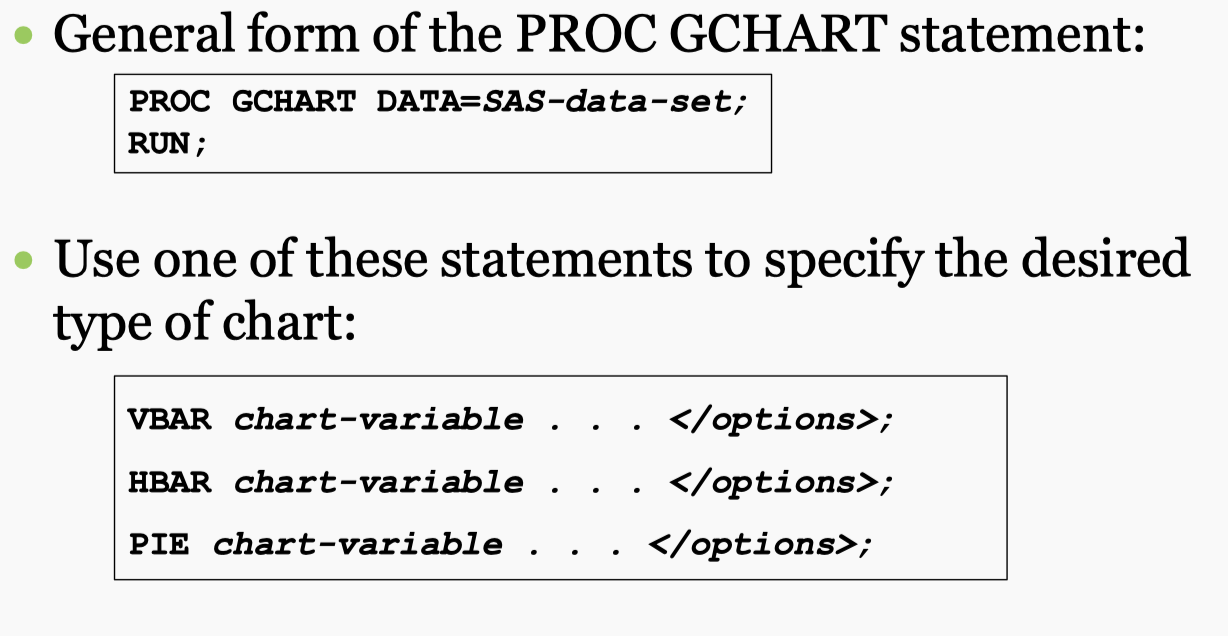 • General form of the PROC GCHART statement:
PROC GCHART DATA=SAS-data-set;
RUN;
• Use one of these statements to specify the desired
type of chart:
VBAR chart-variable . . . </options>;
HBAR chart-variable . . . </options>;
PIE chart-variable . . . </options>;